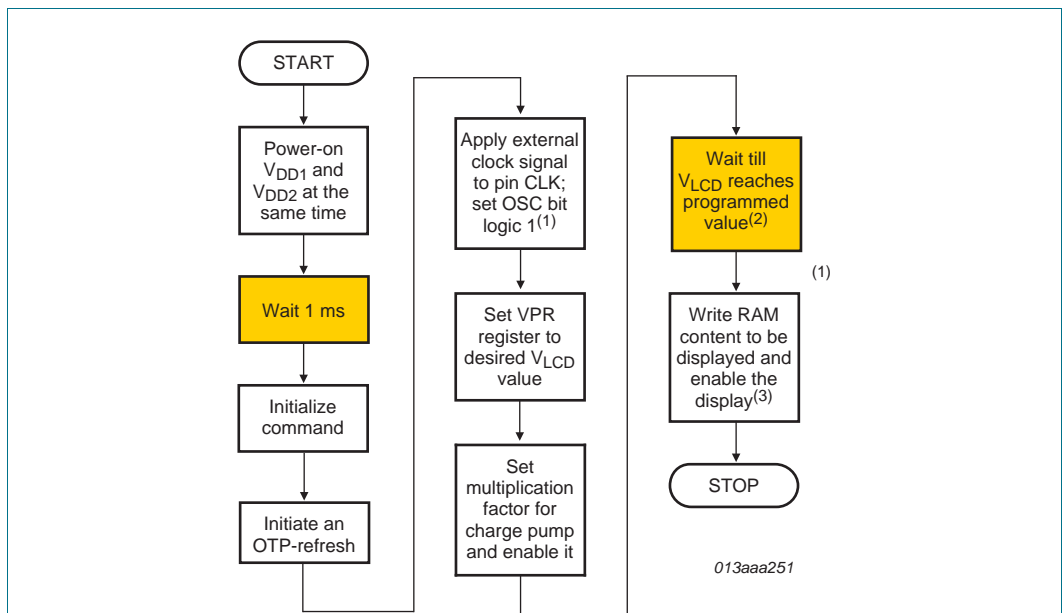 START
Power-on
VDD1 and
VDD2 at the
same time
Wait 1 ms
Initialize
command
Initiate an
OTP-refresh
Apply external
clock signal
to pin CLK;
set OSC bit
logic 1(1)
Set VPR
register to
desired VLCD
value
Set
multiplication
factor for
charge pump
and enable it
Wait till
VLCD reaches
programmed
value(2)
(1)
Write RAM
content to be
displayed and
enable the
display(3)
STOP
013aaa251